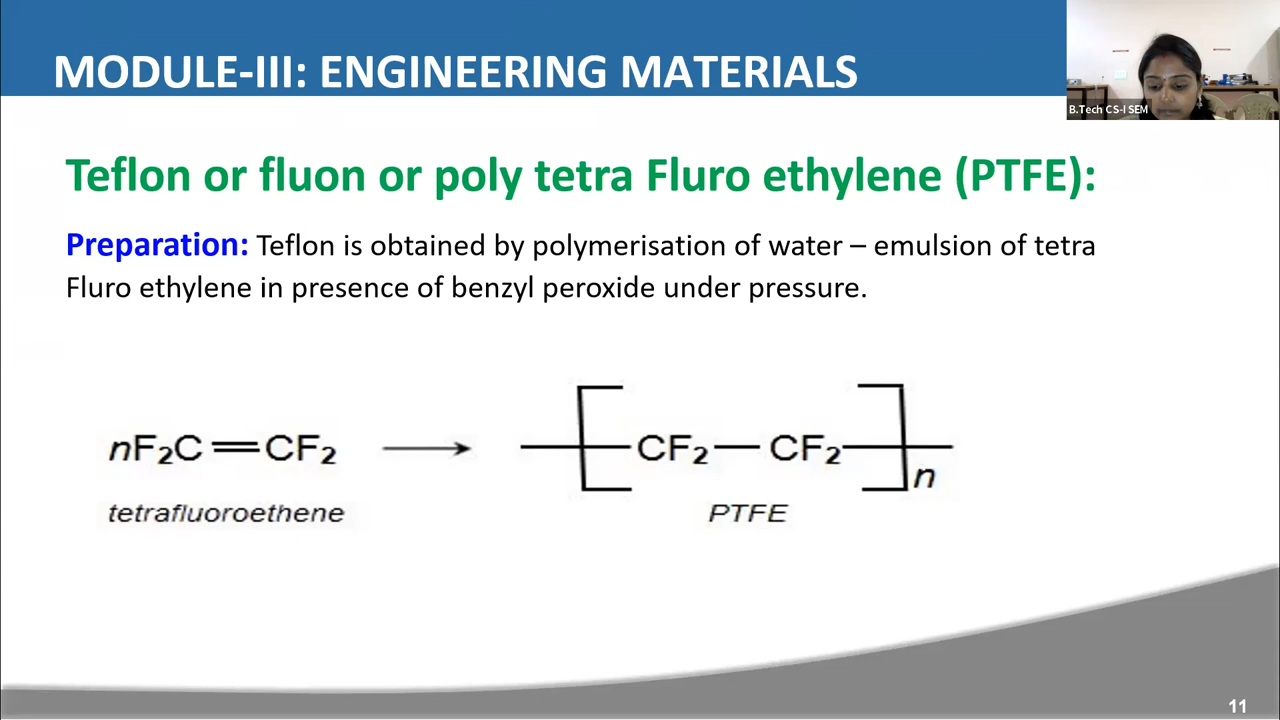 MODULE-III: ENGINEERING MATERIALS
B.Tech CS-I SEM
Teflon or fluon or poly tetra Fluro ethylene (PTFE):
Preparation: Teflon is obtained by polymerisation of water – emulsion of tetra
Fluro ethylene in presence of benzyl peroxide under pressure.
nF₂C=CF₂ → [CF₂—CF₂]n
tetrafluoroethene PTFE
11